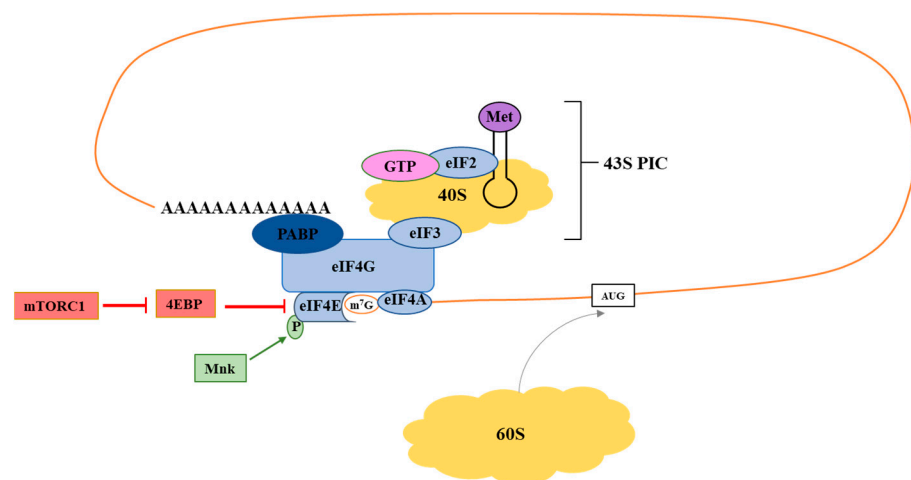 Met
GTP
eIF2
43S PIC
40S
AAAAAAAAAAAAA
PABP
eIF3
eIF4G
mTORC1
4EBP
eIF4E
m⁷G
eIF4A
AUG
P
Mnk
60S